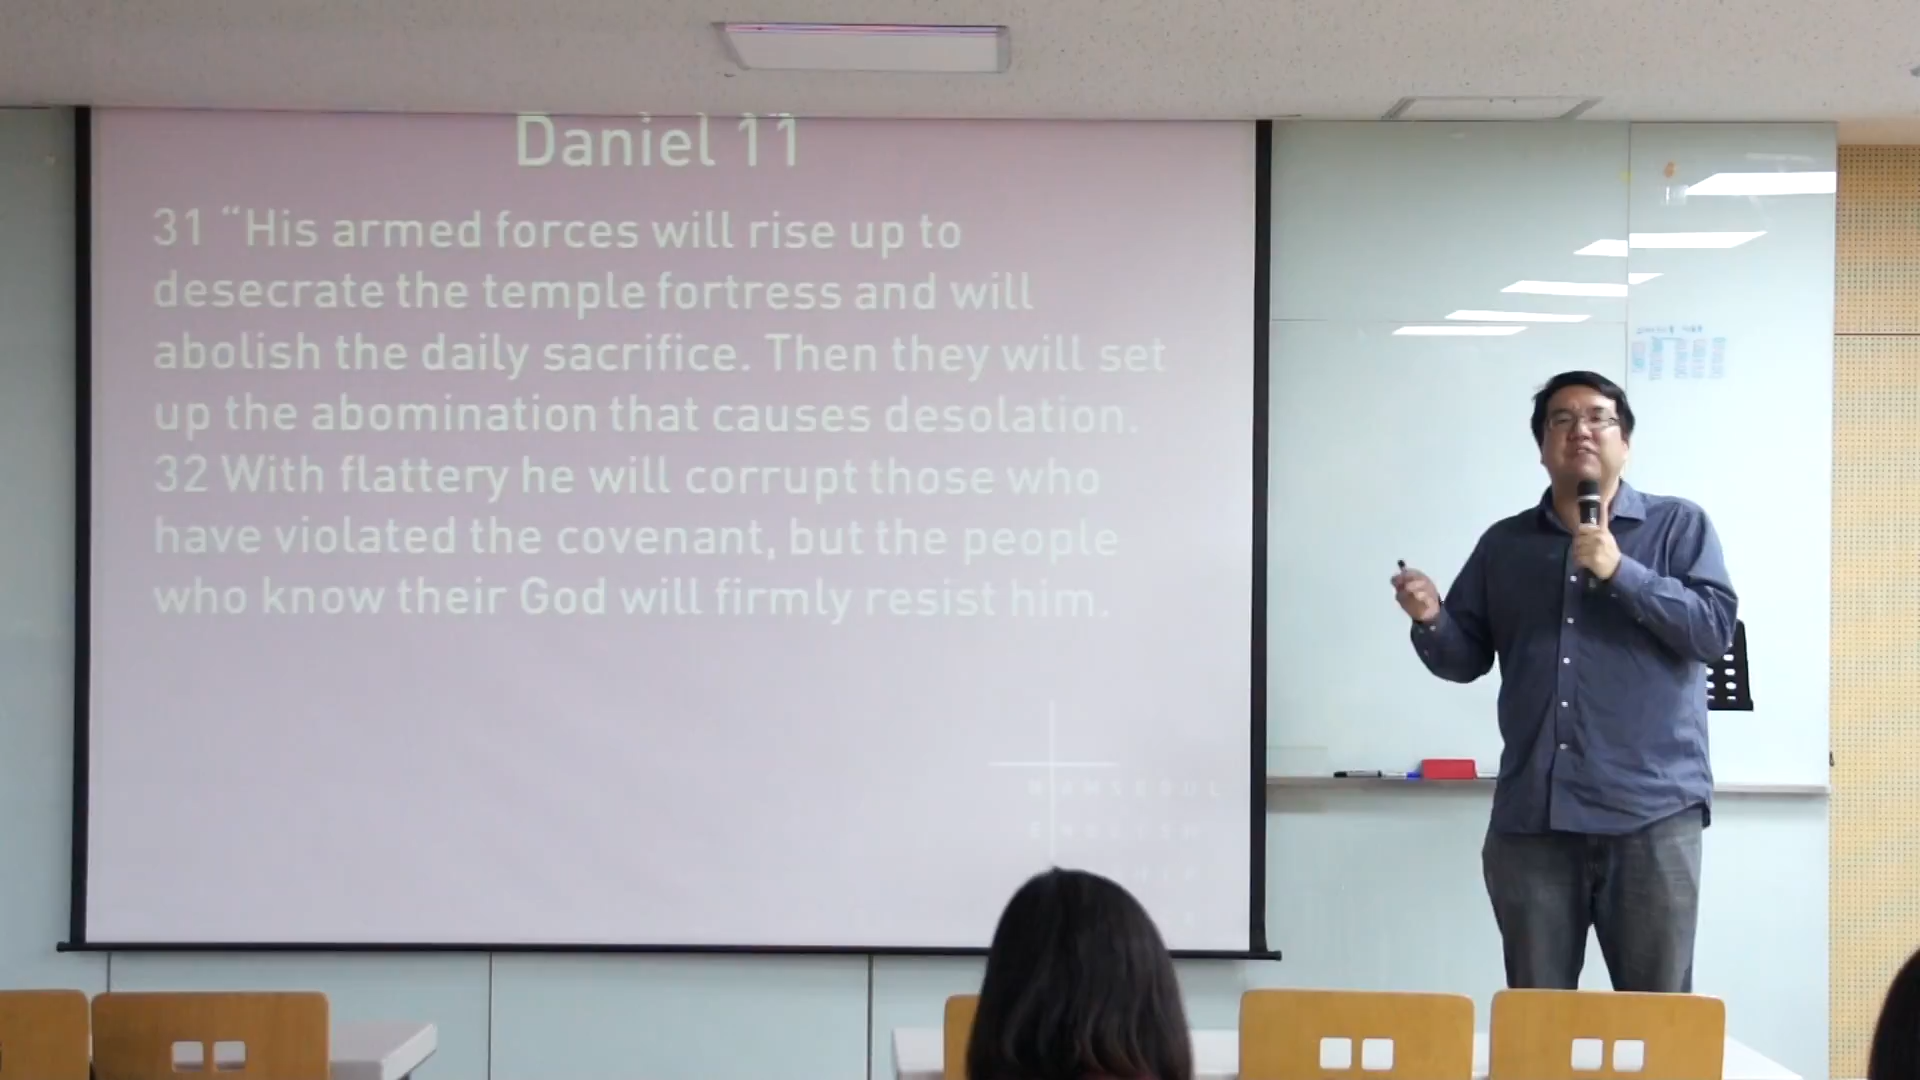 Daniel 11
31 “His armed forces will rise up to
desecrate the temple fortress and will
abolish the daily sacrifice. Then they will set
up the abomination that causes desolation.
32 With flattery he will corrupt those who
have violated the covenant, but the people
who know their God will firmly resist him.
ENGLISH